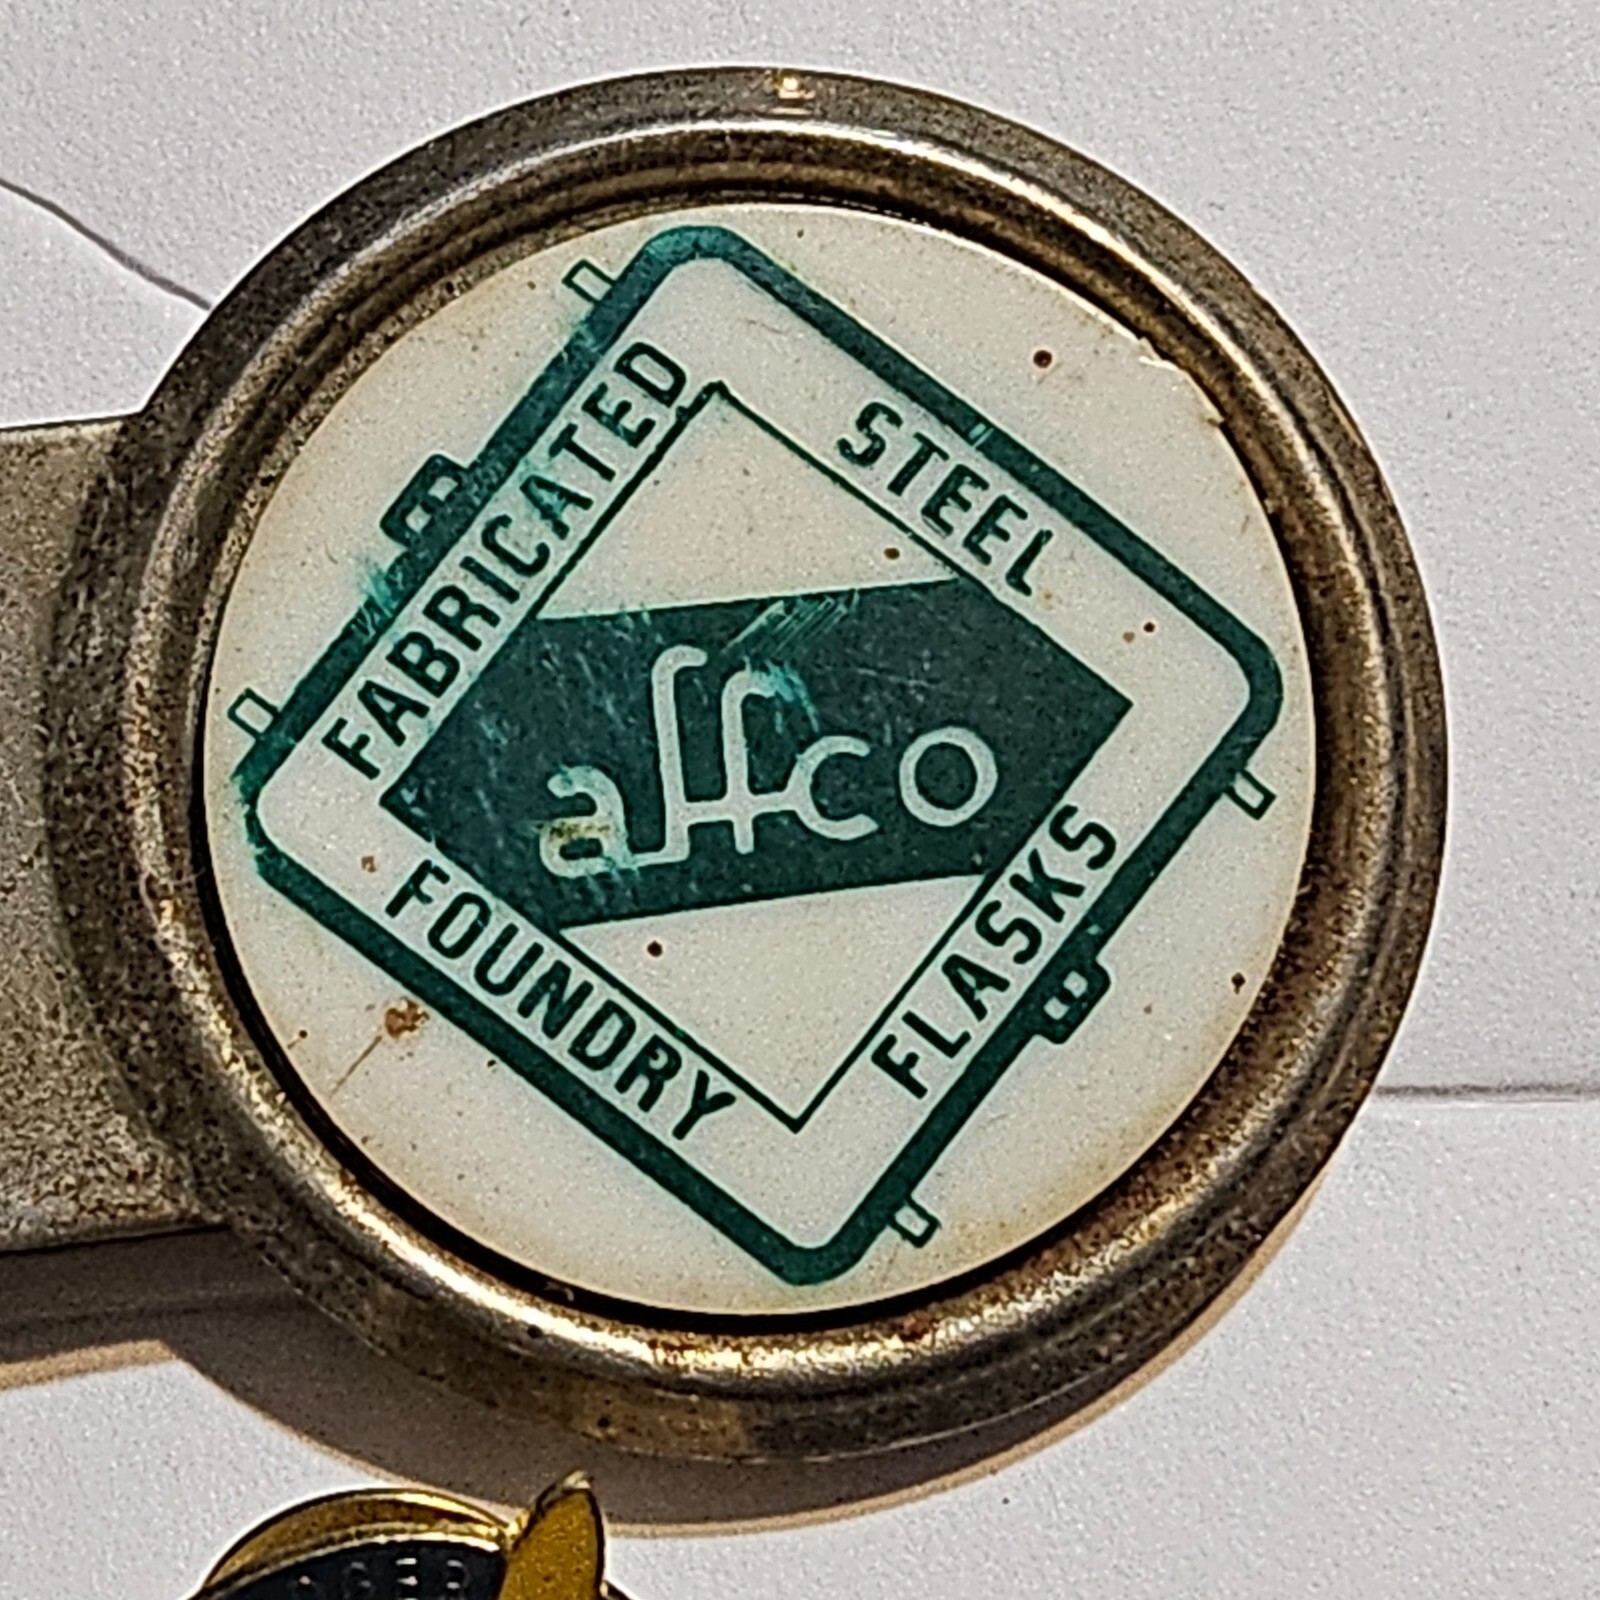 FABRICATED
STEEL
affco
FOUNDRY
FLASKS